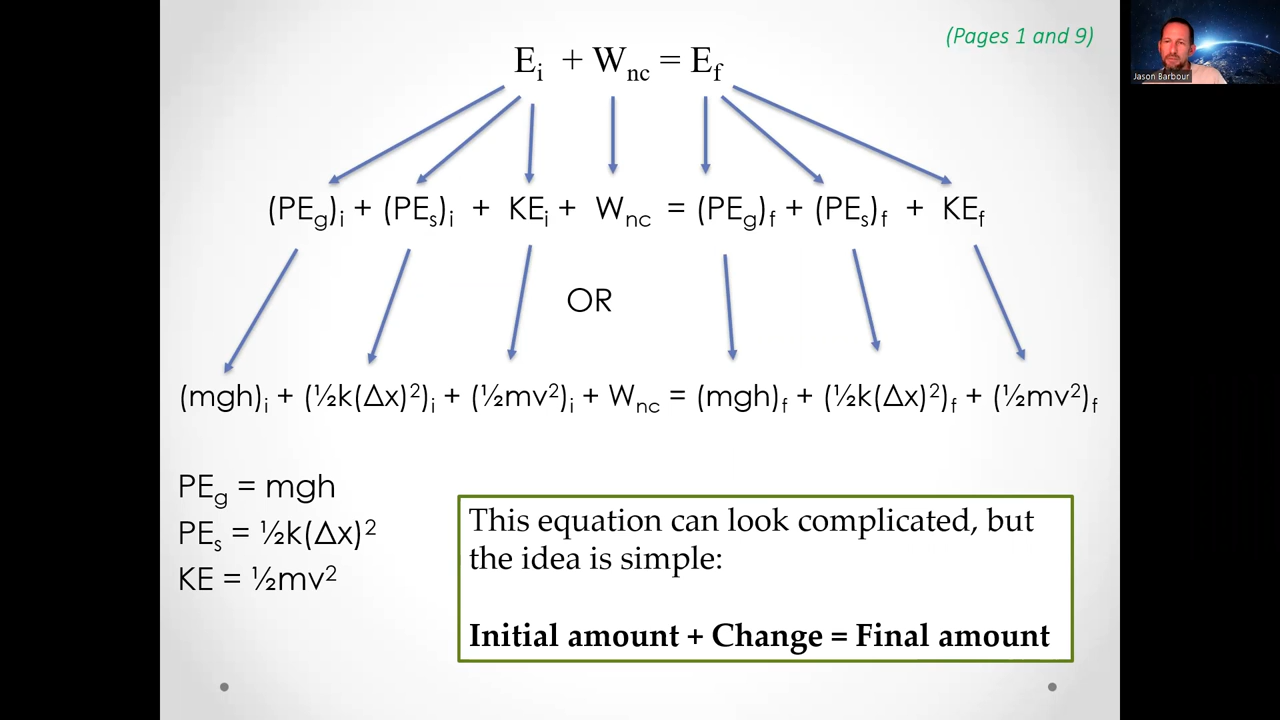 (Pages 1 and 9)
Jason Barbour
Eᵢ + Wnc = Ef
(PEg)ᵢ + (PEs)ᵢ + KEᵢ + Wnc = (PEg)f + (PEs)f + KEf
OR
(mgh)ᵢ + (½k(Δx)²)ᵢ + (½mv²)ᵢ + Wnc = (mgh)f + (½k(Δx)²)f + (½mv²)f
PEg = mgh
PEs = ½k(Δx)²
KE = ½mv²
This equation can look complicated, but
the idea is simple:
Initial amount + Change = Final amount